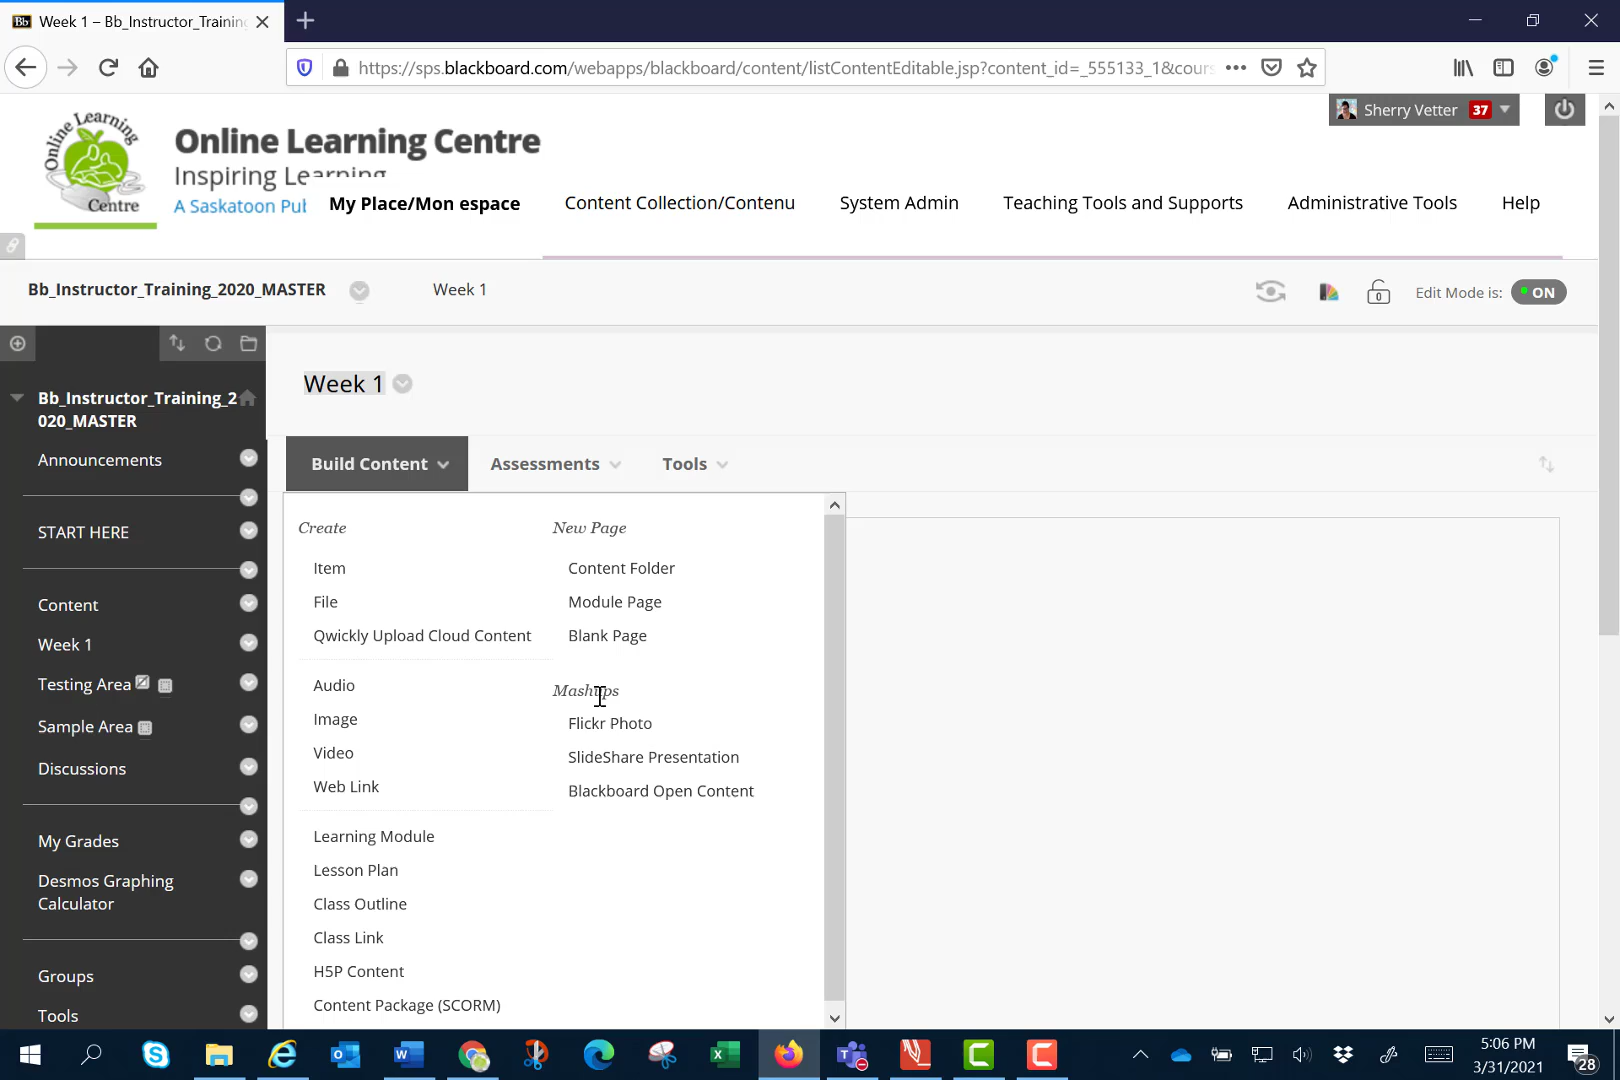 Week 1 – Bb_Instructor_Training
https://sps.blackboard.com/webapps/blackboard/content/listContentEditable.jsp?content_id=_555133_1&cours
Sherry Vetter 37
Online Learning Centre
Online Learning Centre
Inspiring Learning
A Saskatoon Pub
My Place/Mon espace
Content Collection/Contenu
System Admin
Teaching Tools and Supports
Administrative Tools
Help
Bb_Instructor_Training_2020_MASTER
Week 1
Edit Mode is: ON
Bb_Instructor_Training_2
020_MASTER
Announcements
START HERE
Content
Week 1
Testing Area
Sample Area
Discussions
My Grades
Desmos Graphing
Calculator
Groups
Tools
Week 1
Build Content
Assessments
Tools
Create
Item
File
Qwickly Upload Cloud Content
Audio
Image
Video
Web Link
Learning Module
Lesson Plan
Class Outline
Class Link
H5P Content
Content Package (SCORM)
New Page
Content Folder
Module Page
Blank Page
Mashups
Flickr Photo
SlideShare Presentation
Blackboard Open Content
5:06 PM
3/31/2021
28